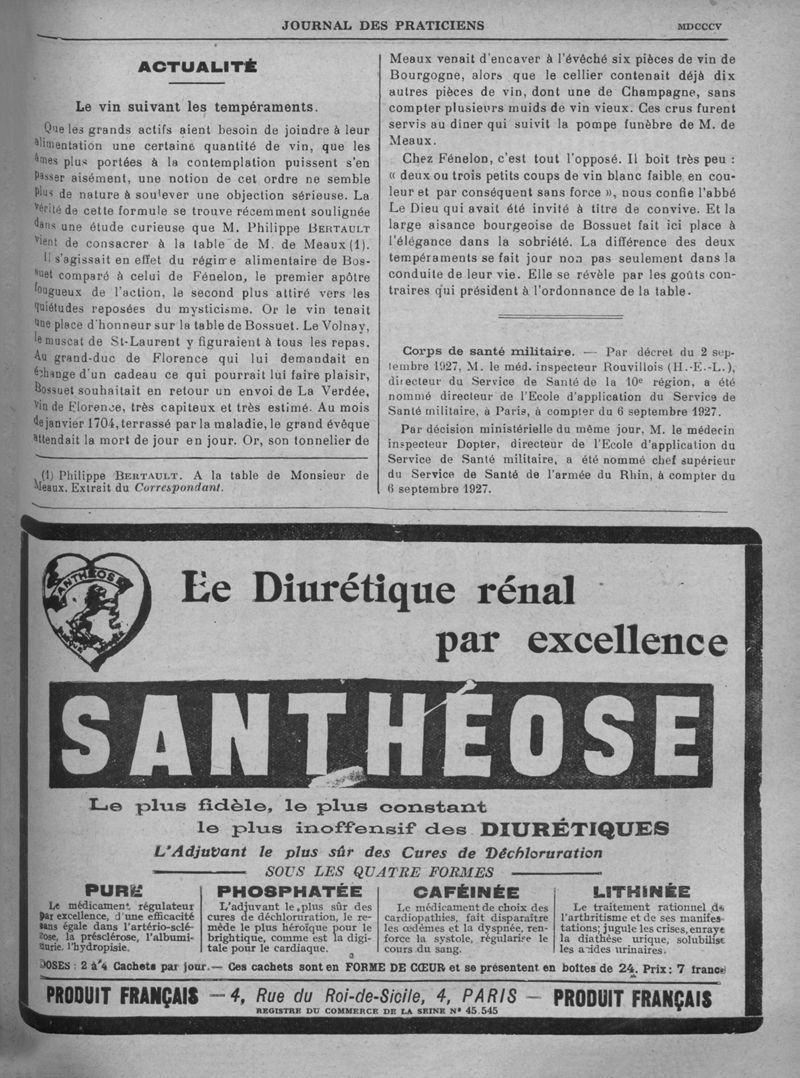 JOURNAL DES PRATICIENS
MDCCCV
ACTUALITÉ
Le vin suivant les tempéraments.
Que les grands actifs aient besoin de joindre à leur
alimentation une certaine quantité de vin, que les
âmes plus portées à la contemplation puissent s'en
passer aisément, une notion de cet ordre ne semble
plus de nature à soulever une objection sérieuse. La
vérité de cette formule se trouve récemment soulignée
dans une étude curieuse que M. Philippe BERTAULT
vient de consacrer à la table de M. de Meaux (1).
Il s'agissait en effet du régime alimentaire de Bos-
suet comparé à celui de Fénelon, le premier apôtre
fougueux de l'action, le second plus attiré vers les
quiétudes reposées du mysticisme. Or le vin tenait
une place d'honneur sur la table de Bossuet. Le Volnay,
le muscat de St-Laurent y figuraient à tous les repas.
Au grand-duc de Florence qui lui demandait en
échange d'un cadeau ce qui pourrait lui faire plaisir,
Bossuet souhaitait en retour un envoi de La Verdée,
vin de Florence, très capiteux et très estimé. Au mois
de janvier 1704, terrassé par la maladie, le grand évêque
attendait la mort de jour en jour. Or, son tonnelier de
(1) Philippe BERTAULT. A la table de Monsieur de
Meaux. Extrait du Correspondant.
Meaux venait d'encaver à l'évêché six pièces de vin de
Bourgogne, alors que le cellier contenait déjà dix
autres pièces de vin, dont une de Champagne, sans
compter plusieurs muids de vin vieux. Ces crus furent
servis au dîner qui suivit la pompe funèbre de M. de
Meaux.
Chez Fénelon, c'est tout l'opposé. Il boit très peu :
« deux ou trois petits coups de vin blanc faible en cou-
leur et par conséquent sans force », nous confie l'abbé
Le Dieu qui avait été invité à titre de convive. Et la
large aisance bourgeoise de Bossuet fait ici place à
l'élégance dans la sobriété. La différence des deux
tempéraments se fait jour non pas seulement dans la
conduite de leur vie. Elle se révèle par les goûts con-
traires qui président à l'ordonnance de la table.
Corps de santé militaire. — Par décret du 2 sep-
tembre 1927, M. le méd. inspecteur Rouvillois (H.-E.-L.),
directeur du Service de Santé de la 10e région, a été
nommé directeur de l'Ecole d'application du Service de
Santé militaire, à Paris, à compter du 6 septembre 1927.
Par décision ministérielle du même jour, M. le médecin
inspecteur Dopter, directeur de l'Ecole d'application du
Service de Santé militaire, a été nommé chef supérieur
du Service de Santé de l'armée du Rhin, à compter du
6 septembre 1927.
SANTHÉOSE
Le Diurétique rénal
par excellence
SANTHÉOSE
Le plus fidèle, le plus constant
le plus inoffensif des DIURÉTIQUES
L'Adjuvant le plus sûr des Cures de Déchloruration
SOUS LES QUATRE FORMES
PURE
Le médicament régulateur
par excellence, d'une efficacité
sans égale dans l'artério-sclé-
rose, la présclérose, l'albumi-
nurie, l'hydropisie.
PHOSPHATÉE
L'adjuvant le plus sûr des
cures de déchloruration, le re-
mède le plus héroïque pour le
brightique, comme est la digi-
tale pour le cardiaque.
CAFÉINÉE
Le médicament de choix des
cardiopathies, fait disparaître
les œdèmes et la dyspnée, ren-
force la systole, régularise le
cours du sang.
LITHINÉE
Le traitement rationnel de
l'arthritisme et de ses manifes-
tations; jugule les crises, enraye
la diathèse urique, solubilise
les acides urinaires.
DOSES : 2 à 4 Cachets par jour. — Ces cachets sont en FORME DE CŒUR et se présentent en boîtes de 24. Prix : 7 francs
PRODUIT FRANÇAIS — 4, Rue du Roi-de-Sicile, 4, PARIS — PRODUIT FRANÇAIS
REGISTRE DU COMMERCE DE LA SEINE N° 45.545